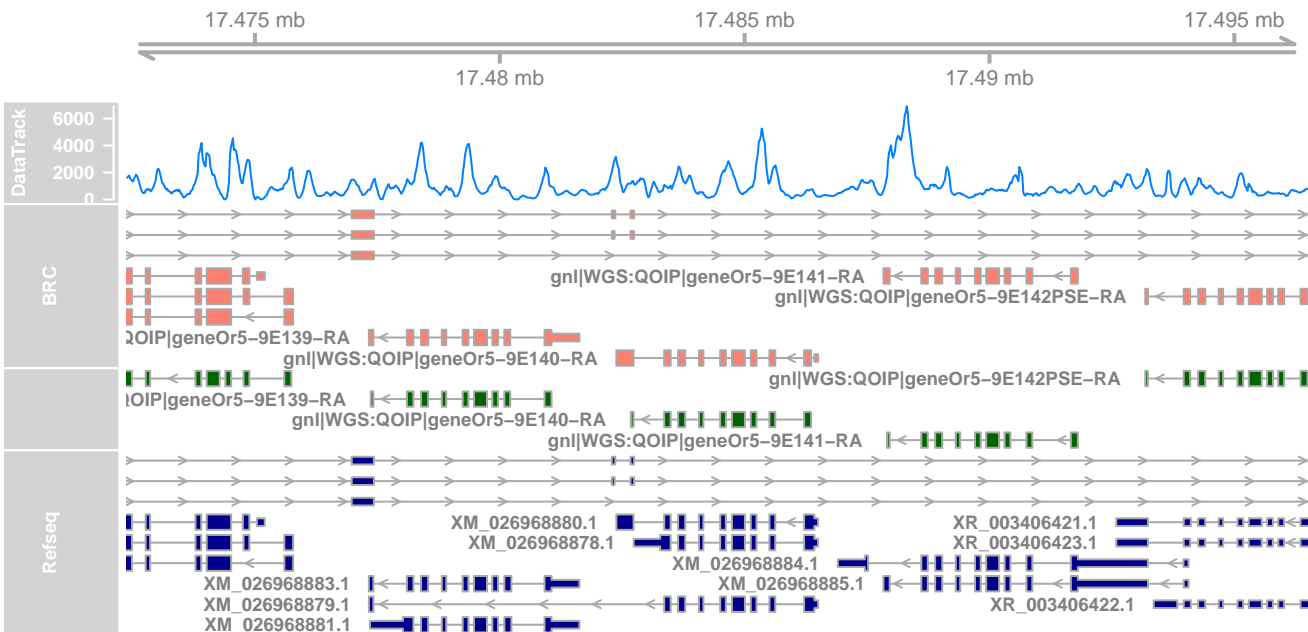 17.475 mb
17.485 mb
17.495 mb
17.48 mb
17.49 mb
DataTrack
6000
4000
2000
0
BRC
gnl|WGS:QOIP|geneOr5−9E141−RA
gnl|WGS:QOIP|geneOr5−9E142PSE−RA
QOIP|geneOr5−9E139−RA
gnl|WGS:QOIP|geneOr5−9E140−RA
gnl|WGS:QOIP|geneOr5−9E142PSE−RA
QOIP|geneOr5−9E139−RA
gnl|WGS:QOIP|geneOr5−9E140−RA
gnl|WGS:QOIP|geneOr5−9E141−RA
Refseq
XM_026968880.1
XR_003406421.1
XM_026968878.1
XR_003406423.1
XM_026968884.1
XM_026968883.1
XM_026968885.1
XM_026968879.1
XR_003406422.1
XM_026968881.1